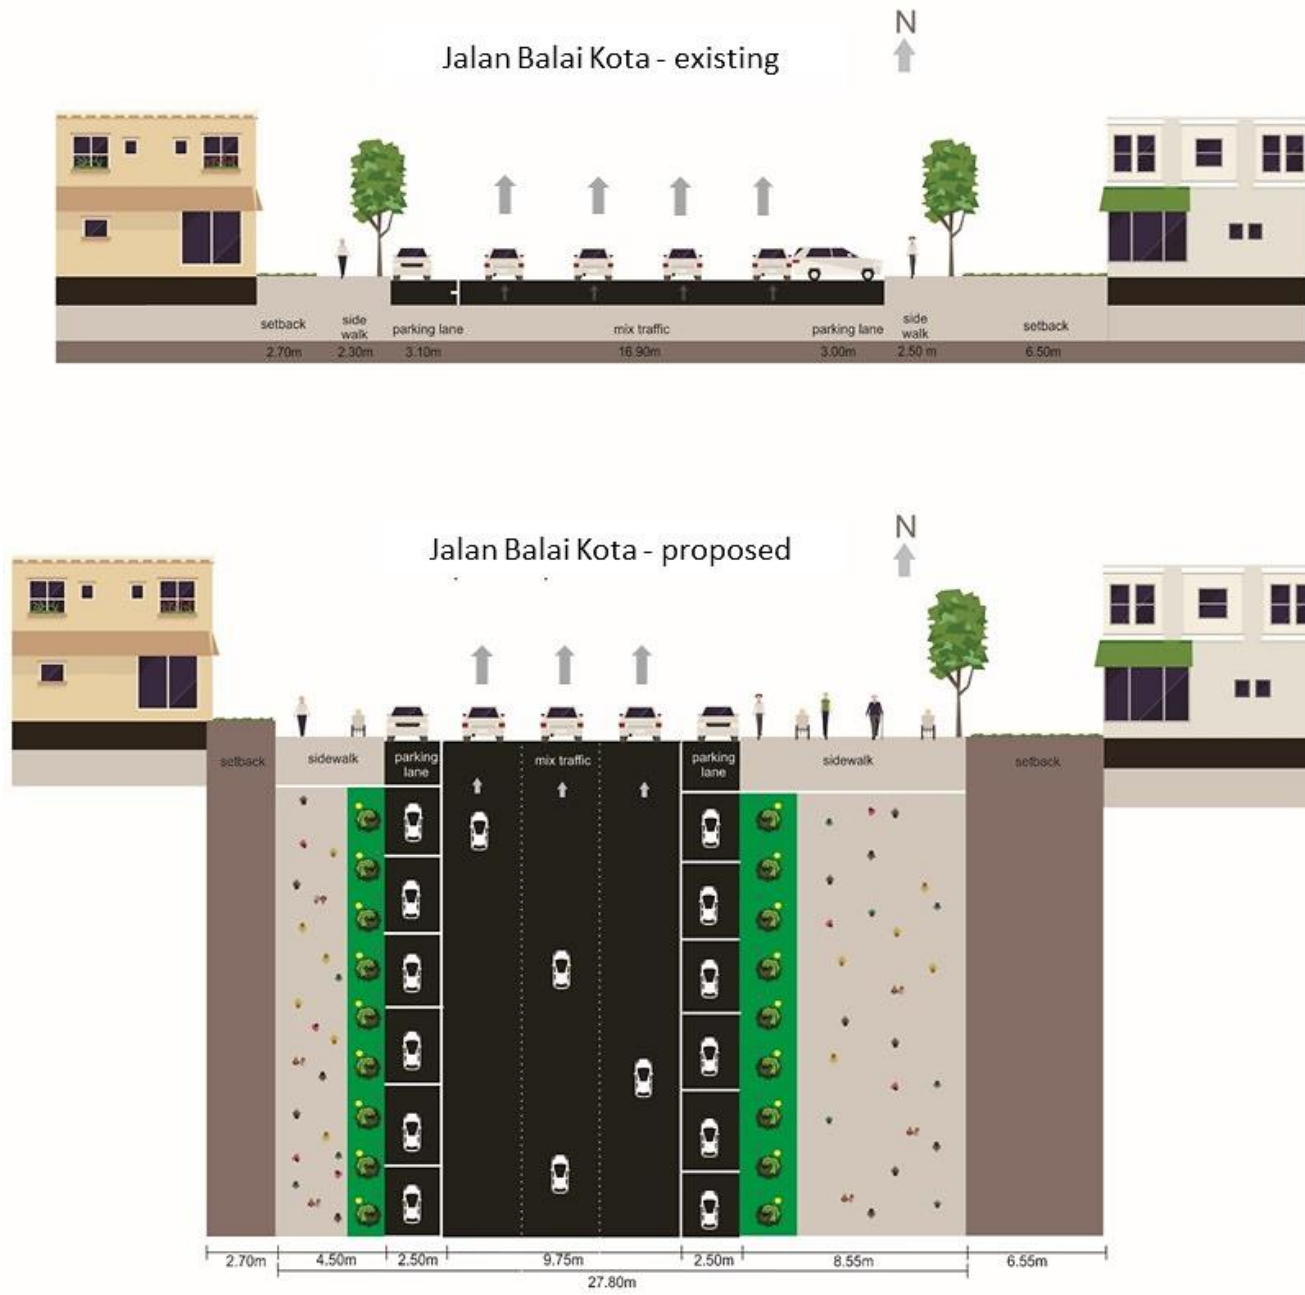 N
Jalan Balai Kota - existing
setback
side
walk
parking lane
mix traffic
parking lane
side
walk
setback
2.70m
2.30m
3.10m
16.90m
3.00m
2.50 m
6.50m
N
Jalan Balai Kota - proposed
setback
sidewalk
parking
lane
mix traffic
parking
lane
sidewalk
setback
2.70m
4.50m
2.50m
9.75m
2.50m
8.55m
6.55m
27.80m